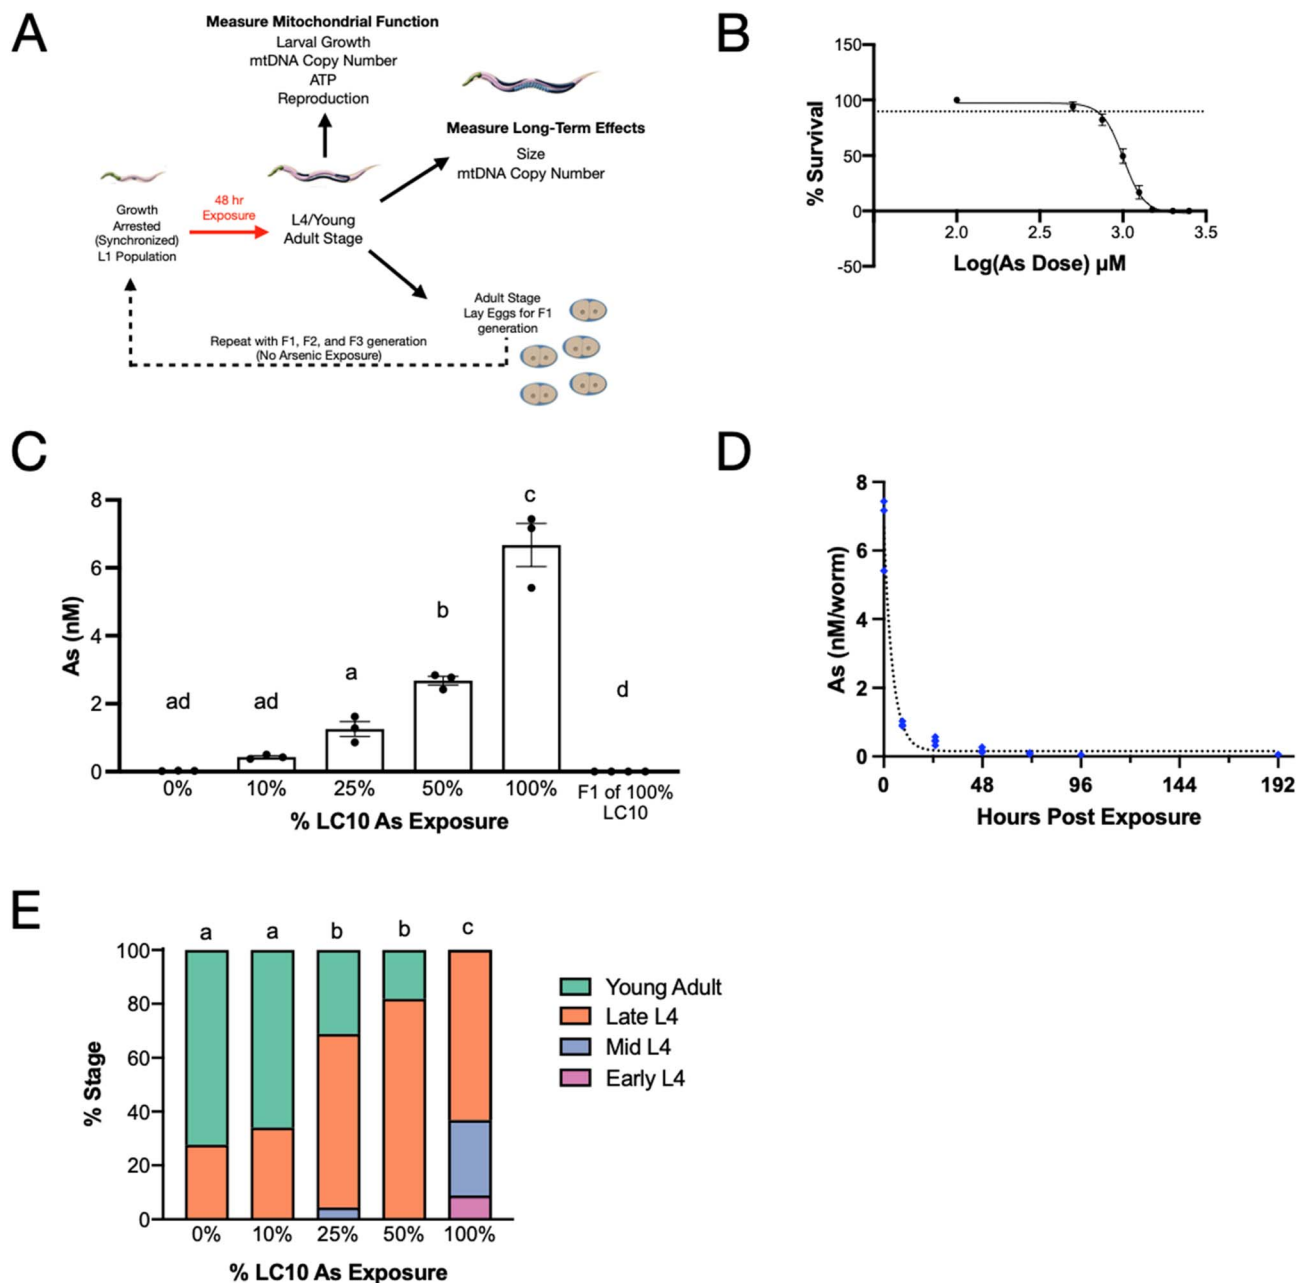 A
Measure Mitochondrial Function
Larval Growth
mtDNA Copy Number
ATP
Reproduction
Measure Long-Term Effects
Size
mtDNA Copy Number
48 hr
Exposure
Growth
Arrested
(Synchronized)
L1 Population
L4/Young
Adult Stage
Adult Stage
Lay Eggs for F1
generation
Repeat with F1, F2, and F3 generation
(No Arsenic Exposure)
B
% Survival
150
100
50
0
-50
2.0 2.5 3.0 3.5
Log(As Dose) µM
C
As (nM)
8
6
4
2
0
ad ad a b c d
0% 10% 25% 50% 100% F1 of 100%
LC10
% LC10 As Exposure
D
As (nM/worm)
8
6
4
2
0
0 48 96 144 192
Hours Post Exposure
E
% Stage
100
80
60
40
20
0
a a b b c
0% 10% 25% 50% 100%
% LC10 As Exposure
Young Adult
Late L4
Mid L4
Early L4